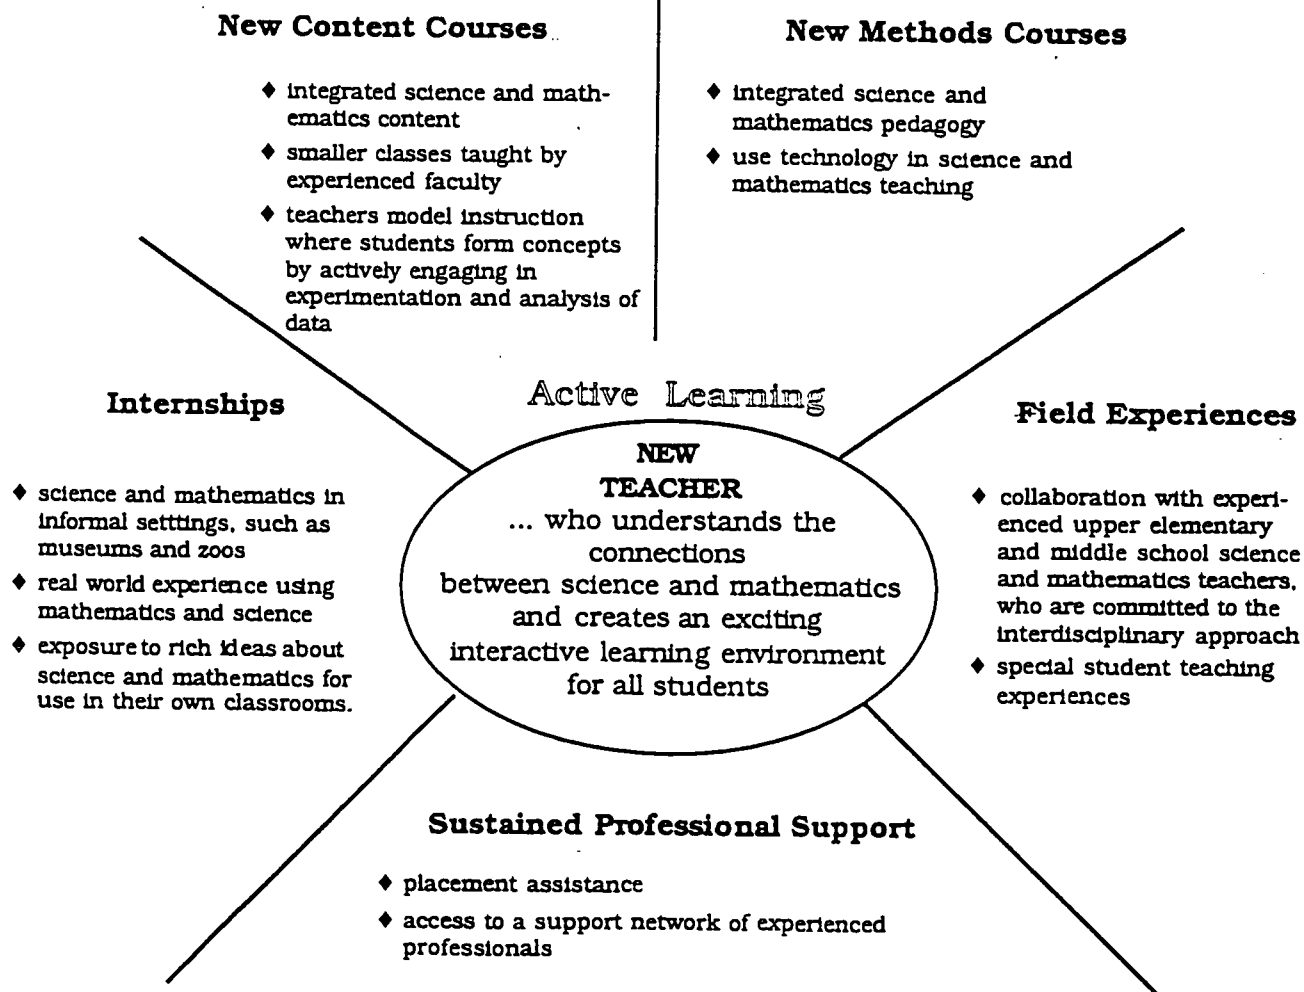 New Content Courses
♦ integrated science and math-
ematics content
♦ smaller classes taught by
experienced faculty
♦ teachers model instruction
where students form concepts
by actively engaging in
experimentation and analysis of
data
New Methods Courses
♦ integrated science and
mathematics pedagogy
♦ use technology in science and
mathematics teaching
Internships
♦ science and mathematics in
informal setttings, such as
museums and zoos
♦ real world experience using
mathematics and science
♦ exposure to rich ideas about
science and mathematics for
use in their own classrooms.
Active Learning
NEW
TEACHER
... who understands the
connections
between science and mathematics
and creates an exciting
interactive learning environment
for all students
Field Experiences
♦ collaboration with experi-
enced upper elementary
and middle school science
and mathematics teachers,
who are committed to the
interdisciplinary approach
♦ special student teaching
experiences
Sustained Professional Support
♦ placement assistance
♦ access to a support network of experienced
professionals